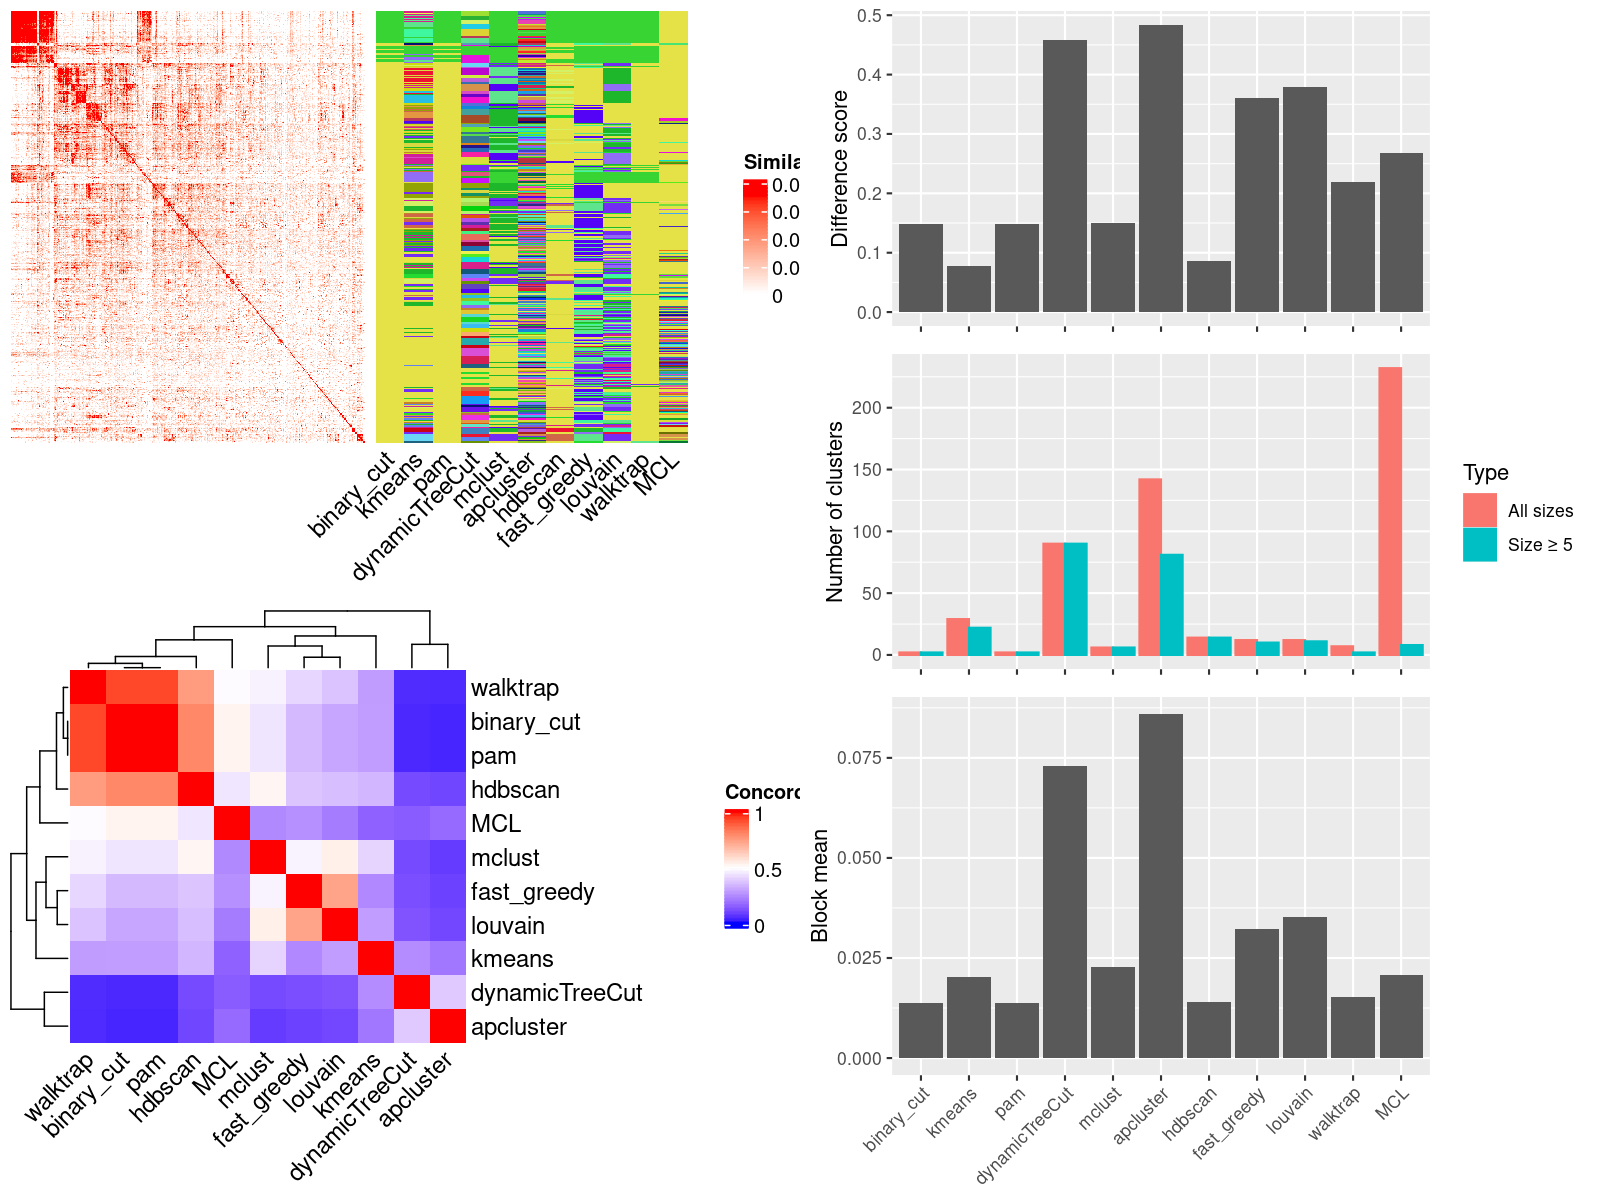 Simila
0.0
0.0
0.0
0.0
0
binary_cut
kmeans
pam
dynamicTreeCut
mclust
apcluster
hdbscan
fast_greedy
louvain
walktrap
MCL
walktrap
binary_cut
pam
hdbscan
MCL
mclust
fast_greedy
louvain
kmeans
dynamicTreeCut
apcluster
walktrap
binary_cut
pam
hdbscan
MCL
mclust
fast_greedy
louvain
kmeans
dynamicTreeCut
apcluster
Concord
1
0.5
0
Difference score
0.5
0.4
0.3
0.2
0.1
0.0
Number of clusters
200
150
100
50
0
Type
All sizes
Size ≥ 5
Block mean
0.075
0.050
0.025
0.000
binary_cut
kmeans
pam
dynamicTreeCut
mclust
apcluster
hdbscan
fast_greedy
louvain
walktrap
MCL